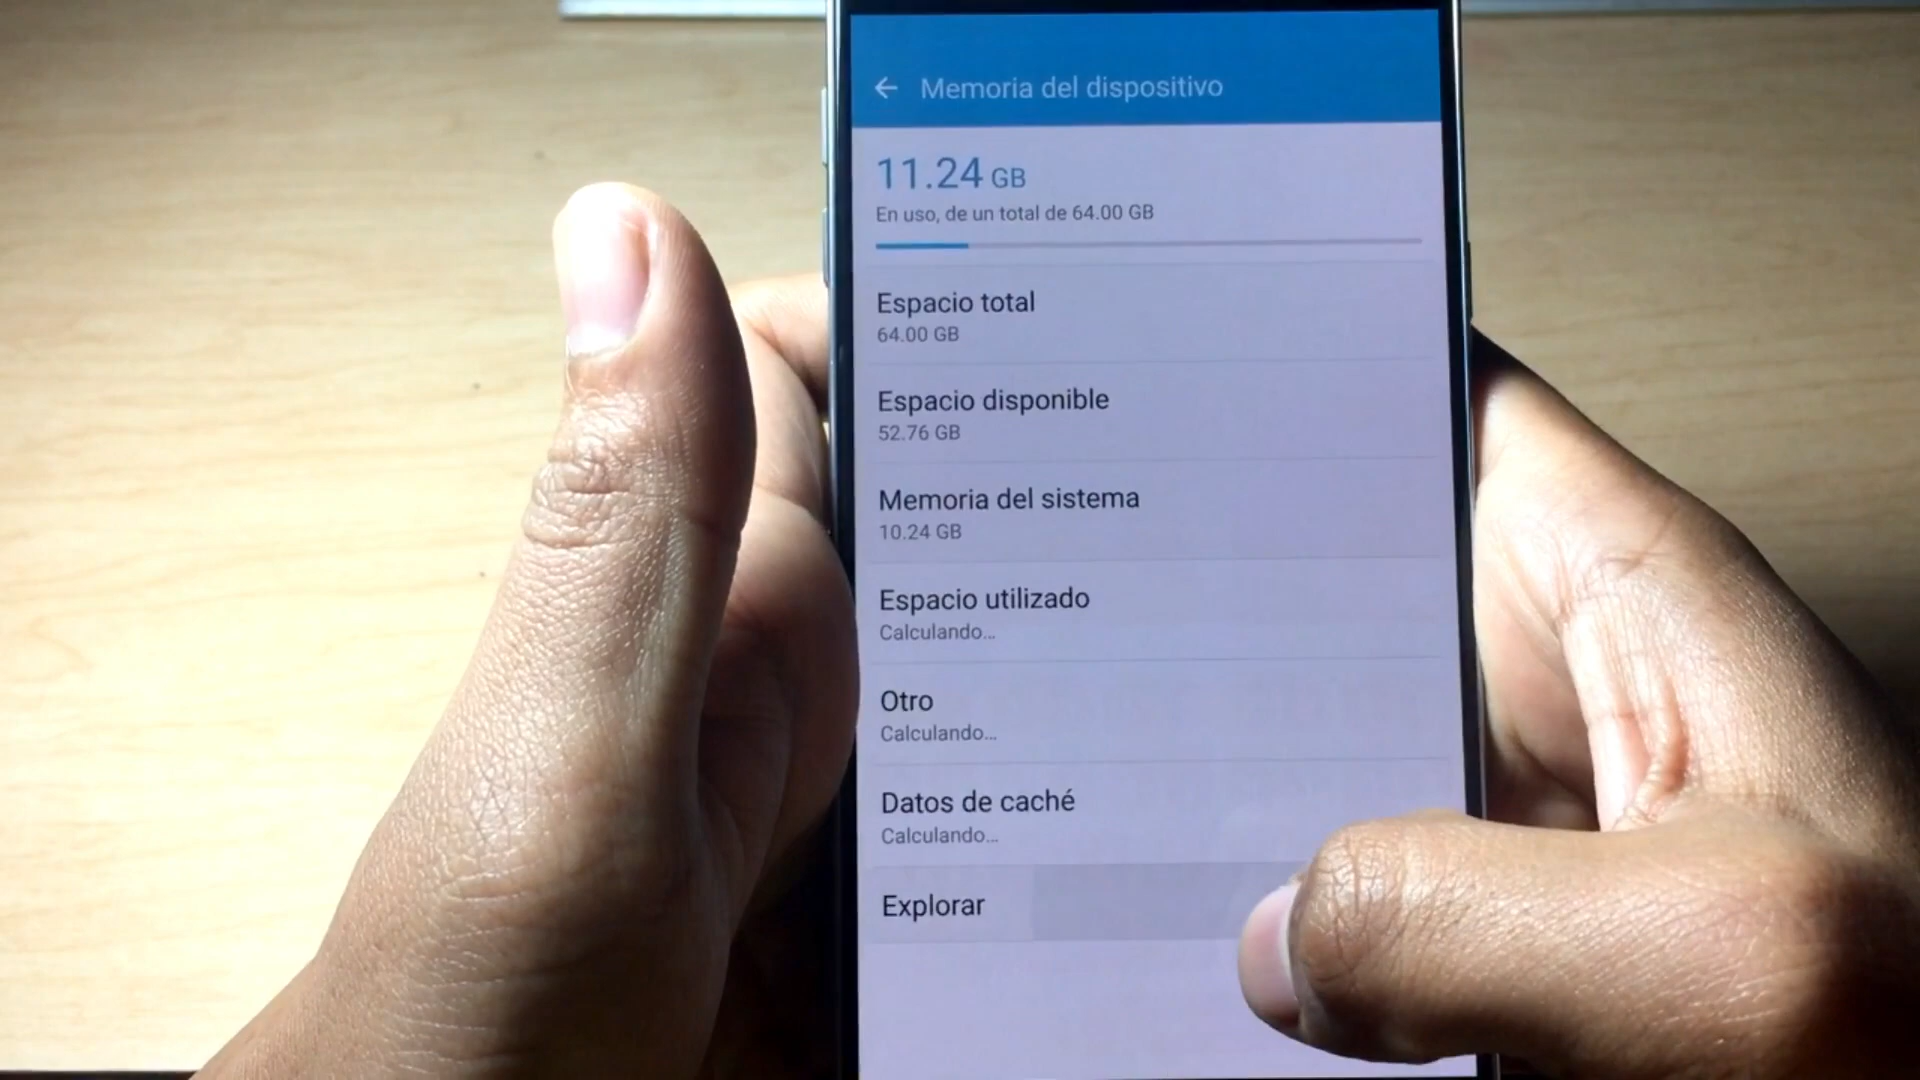 Memoria del dispositivo
11.24 GB
En uso, de un total de 64.00 GB
Espacio total
64.00 GB
Espacio disponible
52.76 GB
Memoria del sistema
10.24 GB
Espacio utilizado
Calculando...
Otro
Calculando...
Datos de caché
Calculando...
Explorar